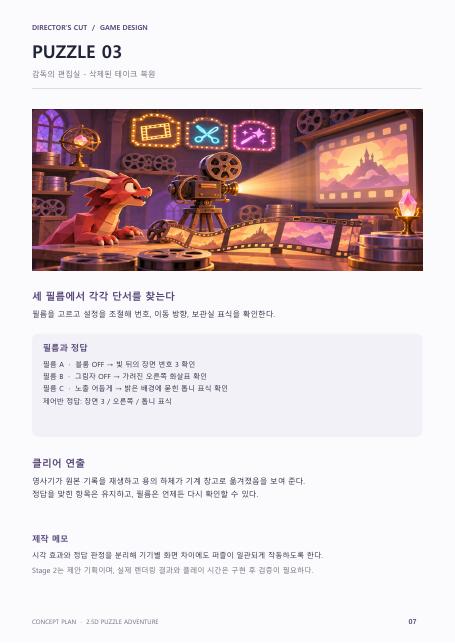 DIRECTOR'S CUT / GAME DESIGN
PUZZLE 03
감독의 편집실 - 삭제된 테이크 복원
세 필름에서 각각 단서를 찾는다
필름을 고르고 설정을 조절해 번호, 이동 방향, 보관실 표식을 확인한다.
필름과 정답
필름 A · 블룸 OFF → 빛 뒤의 장면 번호 3 확인
필름 B · 그림자 OFF → 가려진 오른쪽 화살표 확인
필름 C · 노출 어둡게 → 밝은 배경에 묻힌 톱니 표식 확인
제어반 정답: 장면 3 / 오른쪽 / 톱니 표식
클리어 연출
영사기가 원본 기록을 재생하고 용의 하체가 기계 창고로 옮겨졌음을 보여 준다.
정답을 맞힌 항목은 유지하고, 필름은 언제든 다시 확인할 수 있다.
제작 메모
시각 효과와 정답 판정을 분리해 기기별 화면 차이에도 퍼즐이 일관되게 작동하도록 한다.
Stage 2는 제안 기획이며, 실제 렌더링 결과와 플레이 시간은 구현 후 검증이 필요하다.
CONCEPT PLAN · 2.5D PUZZLE ADVENTURE
07